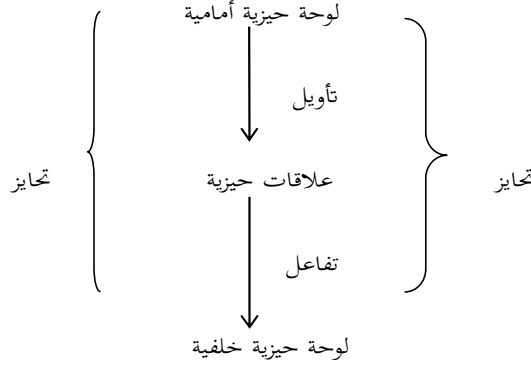 لوحة حيزية أمامية
تأويل
تحايز
علاقات حيزية
تحايز
تفاعل
لوحة حيزية خلفية